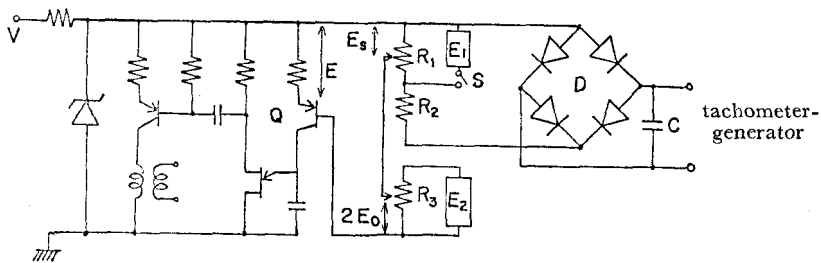 V
E
Es
R1
E1
S
D
Q
R2
C
tachometer-
generator
R3
E2
2E0